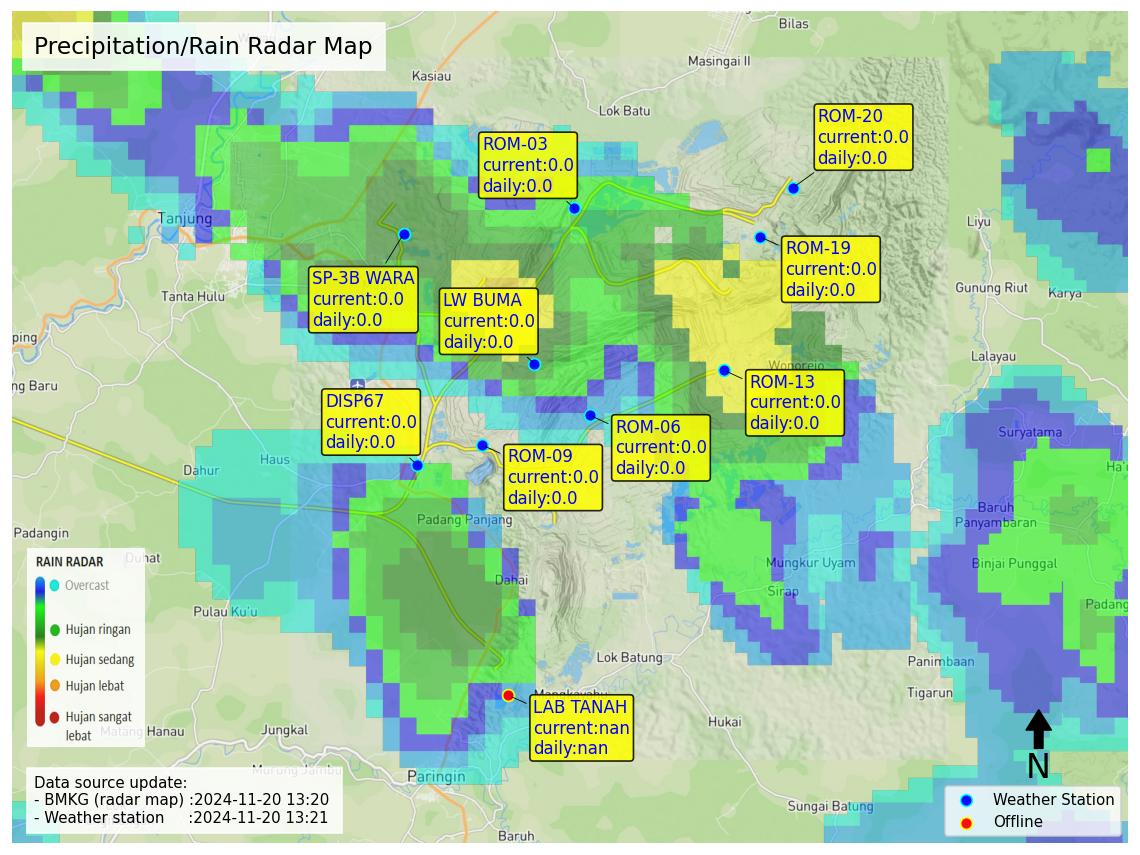 Precipitation/Rain Radar Map
Bilas
Masingai II
Kasiau
Lok Batu
ROM-20
current:0.0
daily:0.0
ROM-03
current:0.0
daily:0.0
Tanjung
Liyu
ROM-19
current:0.0
daily:0.0
SP-3B WARA
current:0.0
daily:0.0
Tanta Hulu
LW BUMA
current:0.0
daily:0.0
Gunung Riut
Karya
ping
Lalayau
Wonorejo
ng Baru
ROM-13
current:0.0
daily:0.0
DISP67
current:0.0
daily:0.0
ROM-06
current:0.0
daily:0.0
Suryatama
ROM-09
current:0.0
daily:0.0
Haus
Dahur
Ha'u
Padang Panjang
Baruh
Panyambaran
Padangin
Duhat
Mungkur Uyam
Binjai Punggal
Dahai
Sirap
Padang
Pulau Ku'u
RAIN RADAR
Overcast
Hujan ringan
Hujan sedang
Hujan lebat
Hujan sangat
lebat
Lok Batung
Panimbaan
Tigarun
LAB TANAH
current:nan
daily:nan
Hukai
Matang Hanau
Jungkal
Murung Jambu
Paringin
N
Data source update:
- BMKG (radar map) :2024-11-20 13:20
- Weather station :2024-11-20 13:21
Sungai Batung
Baruh
Weather Station
Offline